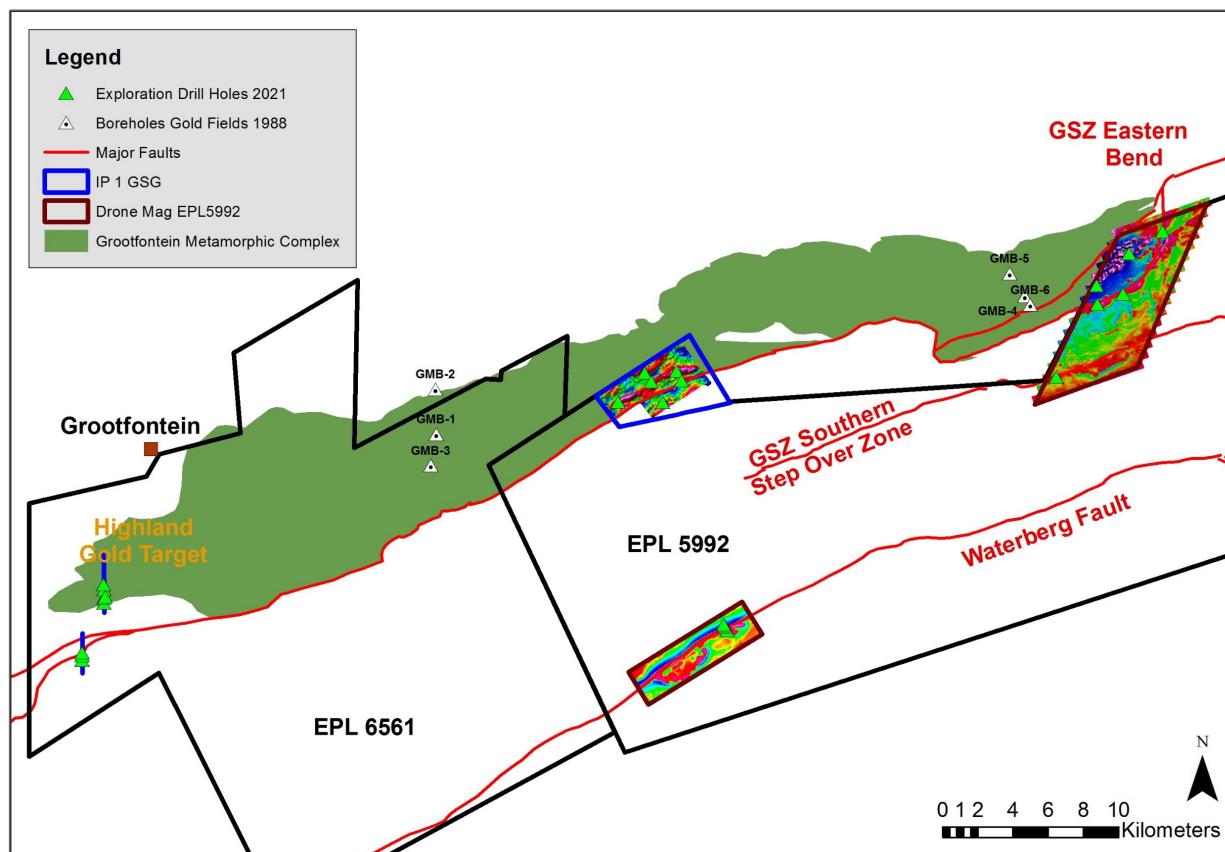 Legend
Exploration Drill Holes 2021
Boreholes Gold Fields 1988
Major Faults
IP 1 GSG
Drone Mag EPL5992
Grootfontein Metamorphic Complex
GSZ Eastern
Bend
GMB-5
GMB-6
GMB-4
GMB-2
GMB-1
GMB-3
Grootfontein
GSZ Southern
Step Over Zone
Highland
Gold Target
EPL 5992
Waterberg Fault
EPL 6561
N
0 1 2 4 6 8 10
Kilometers